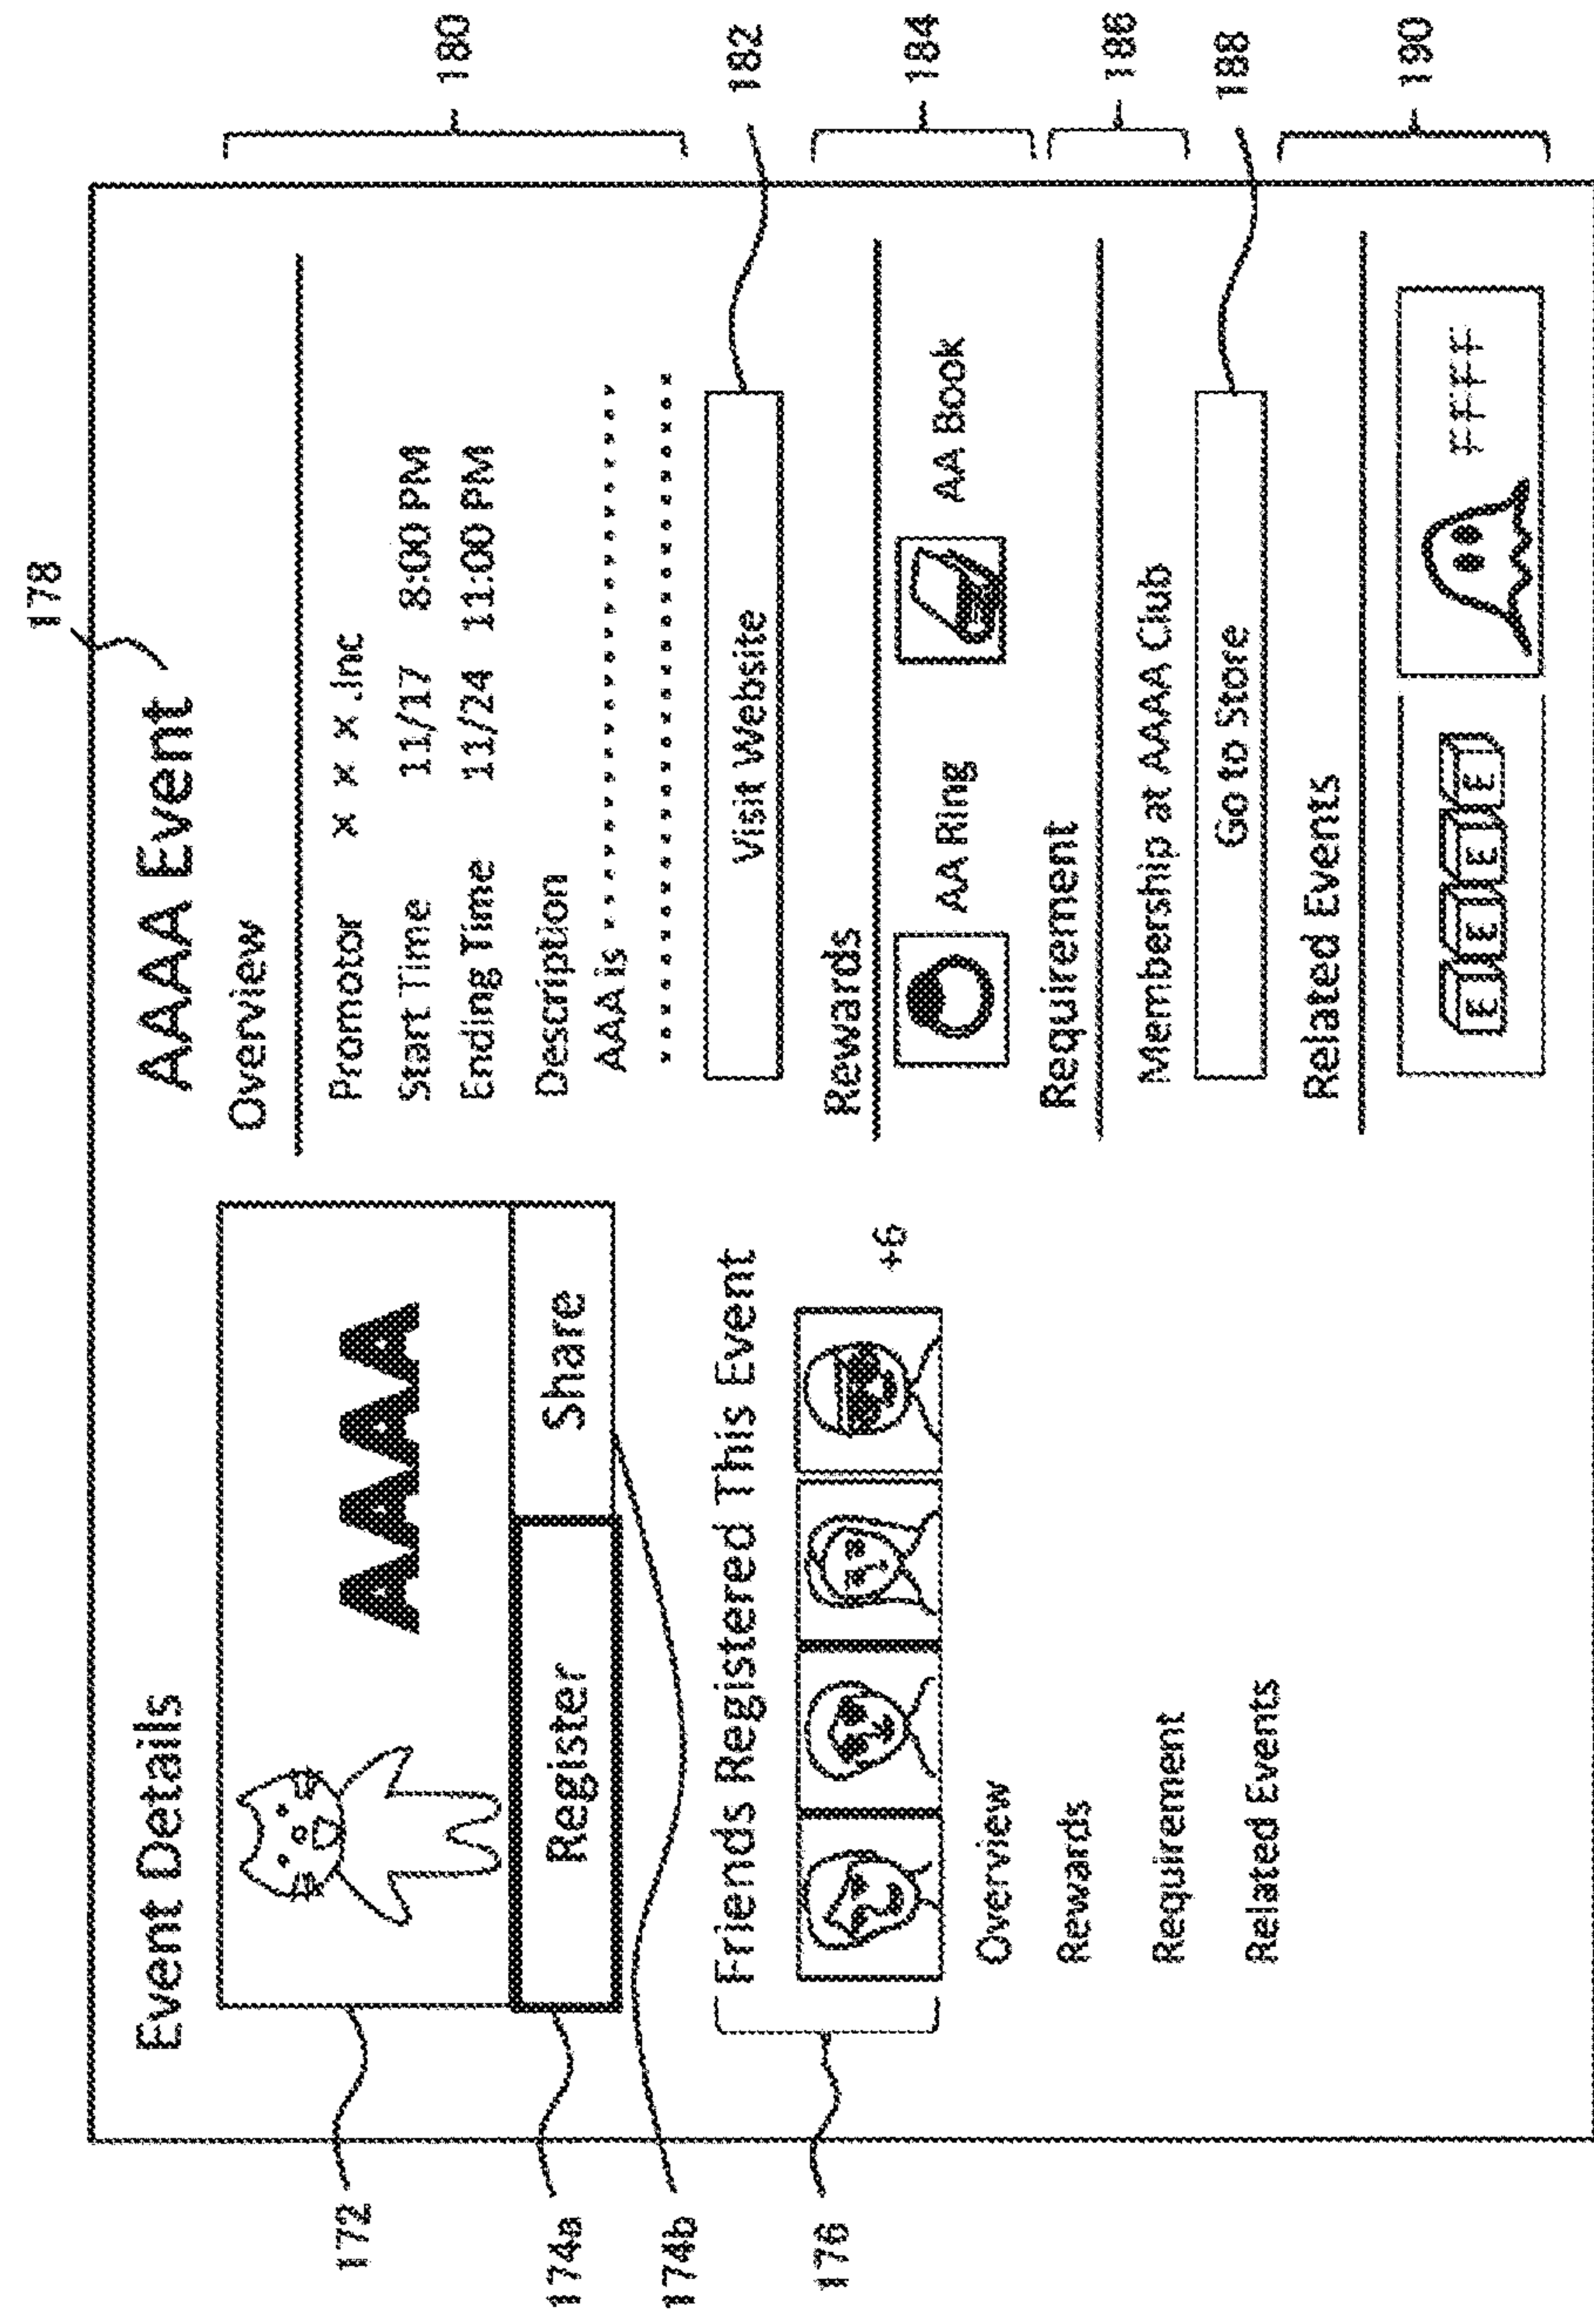 178
Event Details
AAAA Event
AAAA
Register
Share
Friends Registered This Event
+6
Overview
Rewards
Requirement
Related Events
Overview
Promotor x x x .Inc
Start Time 11/17 8:00 PM
Ending Time 11/24 11:00 PM
Description
AAA is
Visit Website
Rewards
AA Ring
AA Book
Requirement
Membership at AAAA Club
Go to Store
Related Events
E E E E
FFFF
172
174a
174b
176
180
182
184
186
188
190